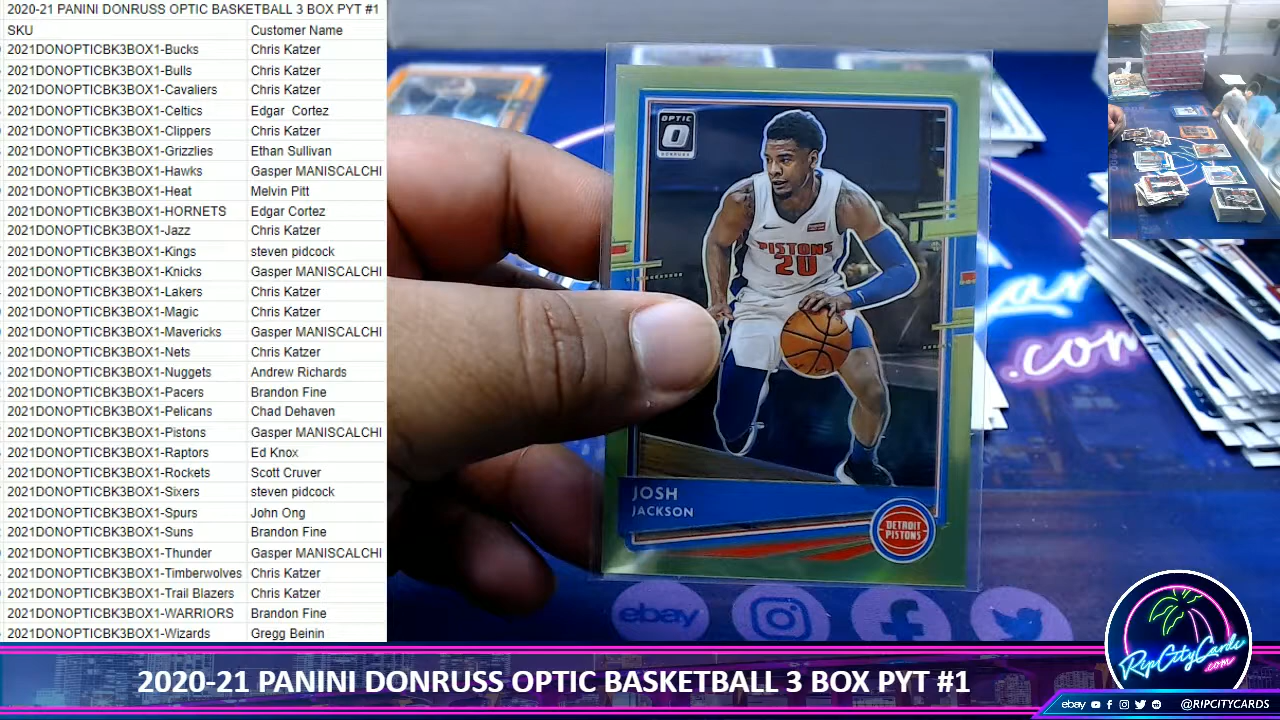 2020-21 PANINI DONRUSS OPTIC BASKETBALL 3 BOX PYT #1
SKU Customer Name
2021DONOPTICBK3BOX1-Bucks Chris Katzer
2021DONOPTICBK3BOX1-Bulls Chris Katzer
2021DONOPTICBK3BOX1-Cavaliers Chris Katzer
2021DONOPTICBK3BOX1-Celtics Edgar Cortez
2021DONOPTICBK3BOX1-Clippers Chris Katzer
2021DONOPTICBK3BOX1-Grizzlies Ethan Sullivan
2021DONOPTICBK3BOX1-Hawks Gasper MANISCALCHI
2021DONOPTICBK3BOX1-Heat Melvin Pitt
2021DONOPTICBK3BOX1-HORNETS Edgar Cortez
2021DONOPTICBK3BOX1-Jazz Chris Katzer
2021DONOPTICBK3BOX1-Kings steven pidcock
2021DONOPTICBK3BOX1-Knicks Gasper MANISCALCHI
2021DONOPTICBK3BOX1-Lakers Chris Katzer
2021DONOPTICBK3BOX1-Magic Chris Katzer
2021DONOPTICBK3BOX1-Mavericks Gasper MANISCALCHI
2021DONOPTICBK3BOX1-Nets Chris Katzer
2021DONOPTICBK3BOX1-Nuggets Andrew Richards
2021DONOPTICBK3BOX1-Pacers Brandon Fine
2021DONOPTICBK3BOX1-Pelicans Chad Dehaven
2021DONOPTICBK3BOX1-Pistons Gasper MANISCALCHI
2021DONOPTICBK3BOX1-Raptors Ed Knox
2021DONOPTICBK3BOX1-Rockets Scott Cruver
2021DONOPTICBK3BOX1-Sixers steven pidcock
2021DONOPTICBK3BOX1-Spurs John Ong
2021DONOPTICBK3BOX1-Suns Brandon Fine
2021DONOPTICBK3BOX1-Thunder Gasper MANISCALCHI
2021DONOPTICBK3BOX1-Timberwolves Chris Katzer
2021DONOPTICBK3BOX1-Trail Blazers Chris Katzer
2021DONOPTICBK3BOX1-WARRIORS Brandon Fine
2021DONOPTICBK3BOX1-Wizards Gregg Beinin
OPTIC
DONRUSS
PISTONS
20
JOSH
JACKSON
DETROIT
PISTONS
.com
ebay
RipCityCards
.com
2020-21 PANINI DONRUSS OPTIC BASKETBALL 3 BOX PYT #1
ebay @RIPCITYCARDS